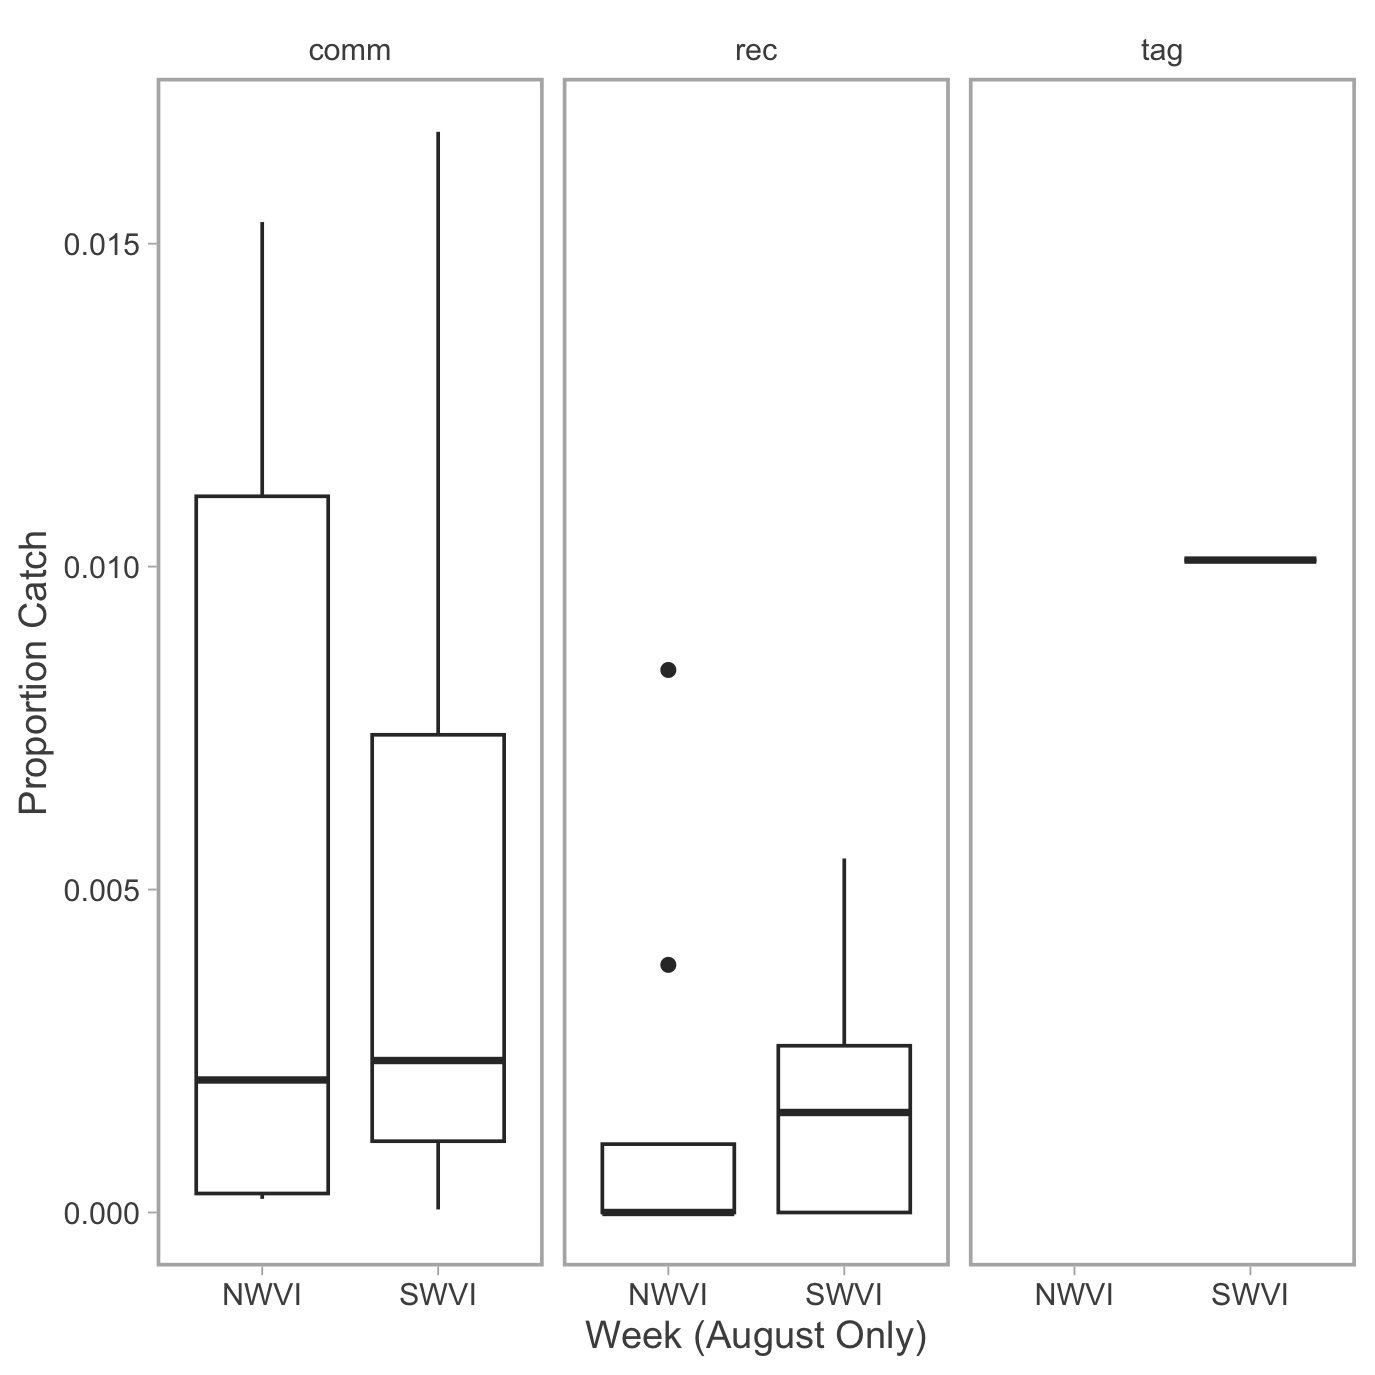 comm rec tag
Proportion Catch
0.015
0.010
0.005
0.000
NWVI SWVI NWVI SWVI NWVI SWVI
Week (August Only)